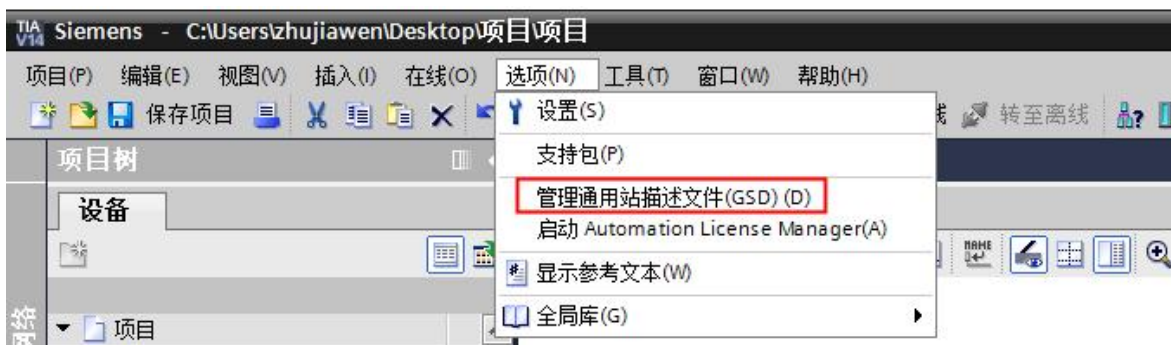 TIA V14 Siemens - C:\Users\zhujiawen\Desktop\项目\项目
项目(P) 编辑(E) 视图(V) 插入(I) 在线(O) 选项(N) 工具(T) 窗口(W) 帮助(H)
保存项目 转至离线
设置(S)
支持包(P)
管理通用站描述文件(GSD) (D)
启动 Automation License Manager(A)
显示参考文本(W)
全局库(G)
项目树
设备
NAME
项目